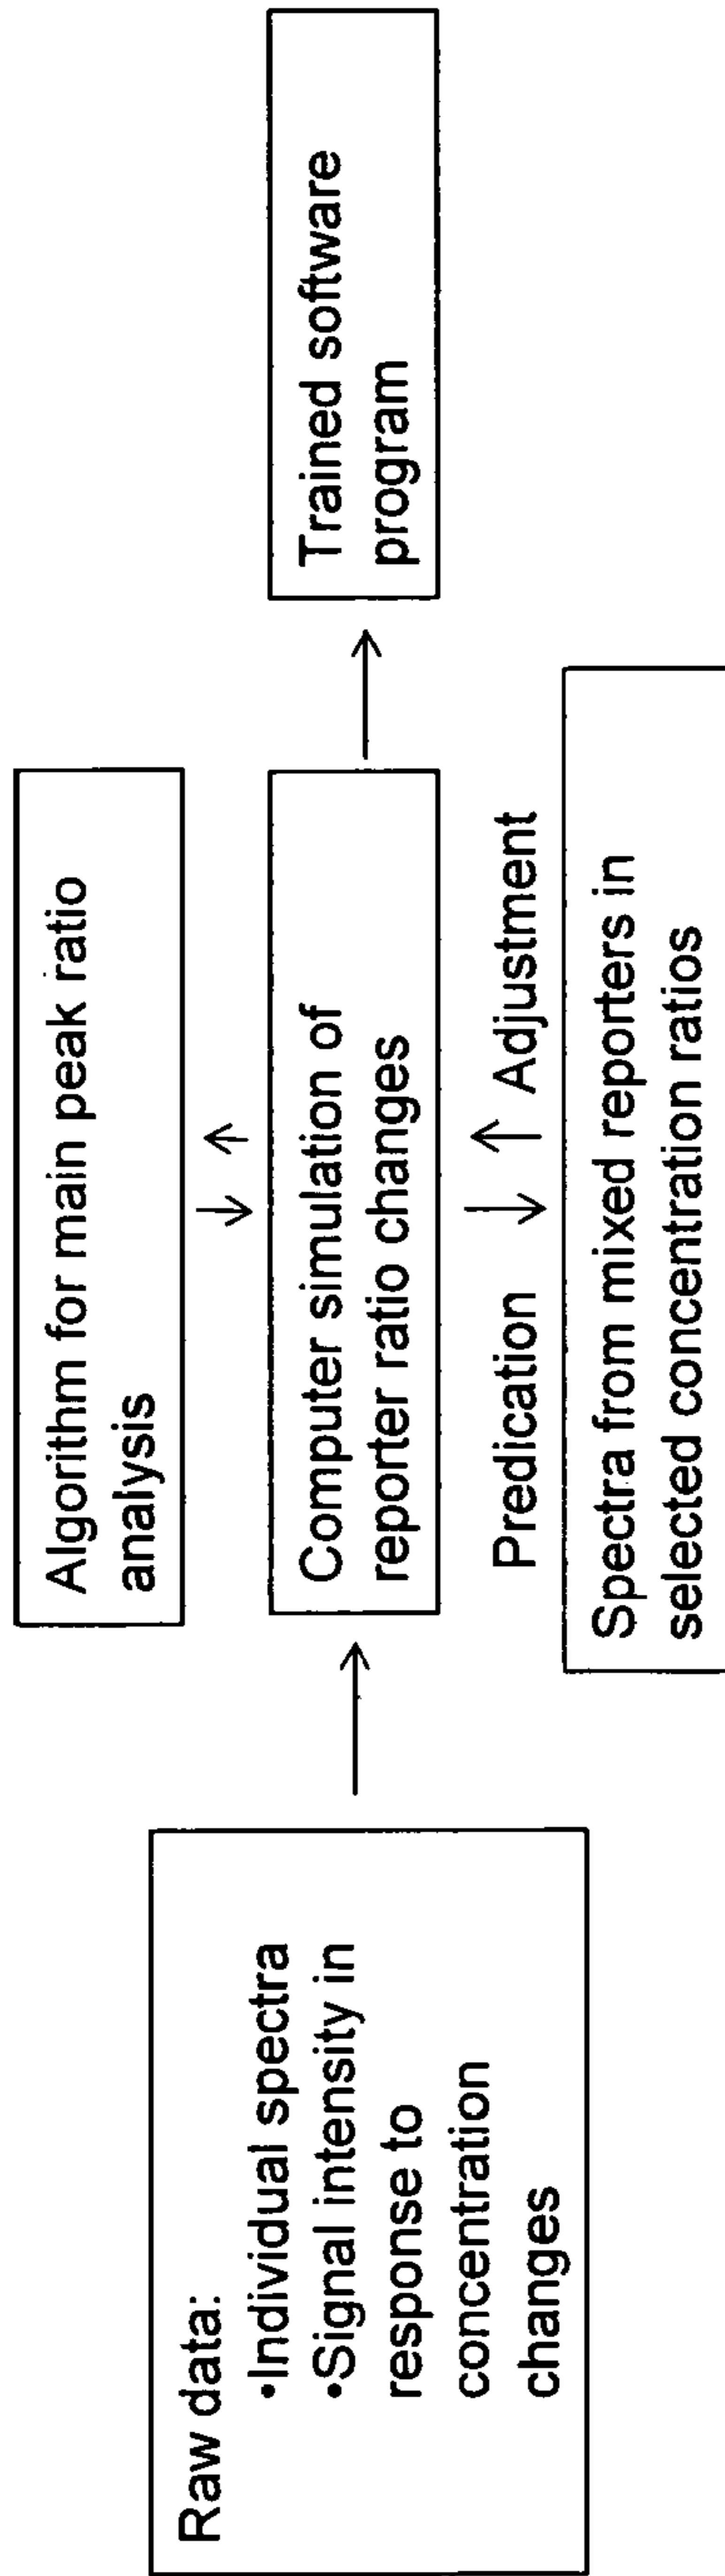 Raw data:
•Individual spectra
•Signal intensity in
response to
concentration
changes
Algorithm for main peak ratio
analysis
Computer simulation of
reporter ratio changes
Predication
Adjustment
Spectra from mixed reporters in
selected concentration ratios
Trained software
program